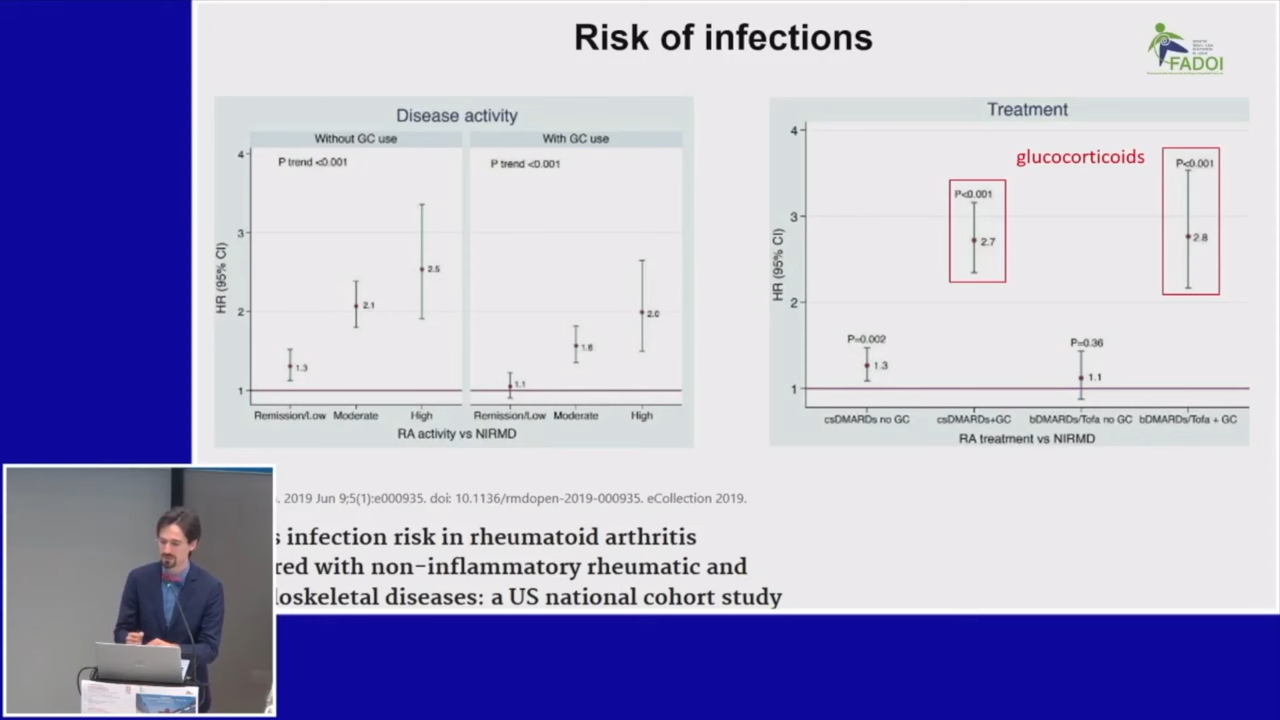 Risk of infections
FADOI
Disease activity
Without GC use
With GC use
P trend <0.001
P trend <0.001
HR (95% CI)
4
3
2
1
1.3
2.1
2.5
1.1
1.6
2.0
Remission/Low Moderate High
Remission/Low Moderate High
RA activity vs NIRMD
Treatment
glucocorticoids
HR (95% CI)
4
3
2
1
P=0.002
1.3
P<0.001
2.7
P=0.36
1.1
P<0.001
2.8
csDMARDs no GC
csDMARDs+GC
bDMARDs/Tofa no GC
bDMARDs/Tofa + GC
RA treatment vs NIRMD
. 2019 Jun 9;5(1):e000935. doi: 10.1136/rmdopen-2019-000935. eCollection 2019.
s infection risk in rheumatoid arthritis
red with non-inflammatory rheumatic and
loskeletal diseases: a US national cohort study